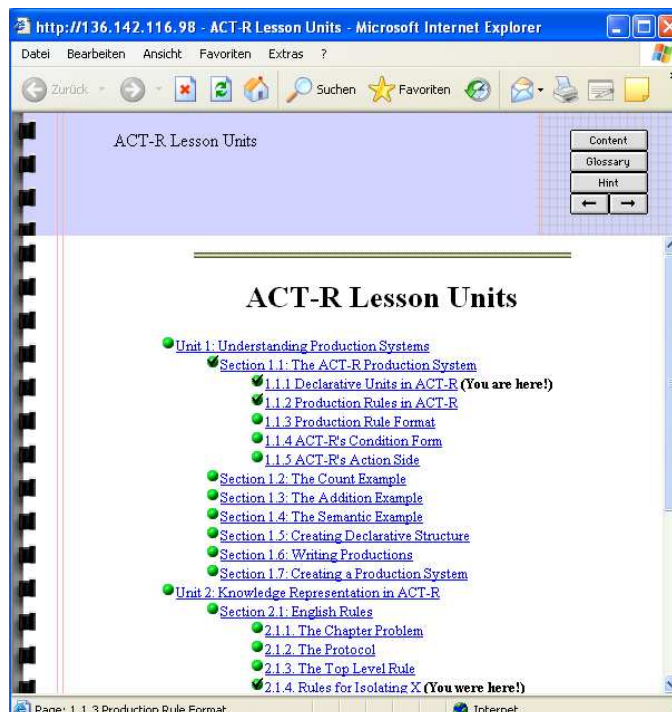 http://136.142.116.98 - ACT-R Lesson Units - Microsoft Internet Explorer
Datei Bearbeiten Ansicht Favoriten Extras ?
Zurück Suchen Favoriten
ACT-R Lesson Units
Content
Glossary
Hint
ACT-R Lesson Units
Unit 1: Understanding Production Systems
Section 1.1: The ACT-R Production System
1.1.1 Declarative Units in ACT-R (You are here!)
1.1.2 Production Rules in ACT-R
1.1.3 Production Rule Format
1.1.4 ACT-R's Condition Form
1.1.5 ACT-R's Action Side
Section 1.2: The Count Example
Section 1.3: The Addition Example
Section 1.4: The Semantic Example
Section 1.5: Creating Declarative Structure
Section 1.6: Writing Productions
Section 1.7: Creating a Production System
Unit 2: Knowledge Representation in ACT-R
Section 2.1: English Rules
2.1.1. The Chapter Problem
2.1.2. The Protocol
2.1.3. The Top Level Rule
2.1.4. Rules for Isolating X (You were here!)
Page: 1.1.3 Production Rule Format Internet